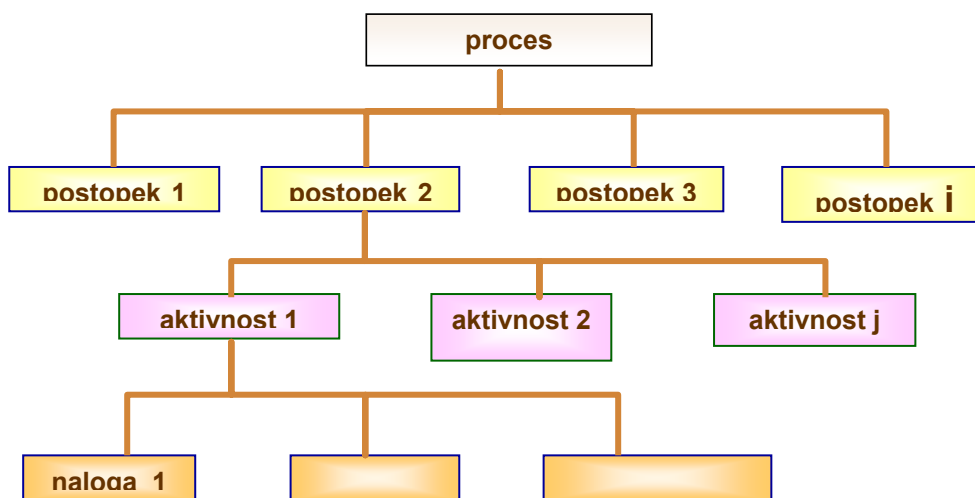 proces
postopek 1
postopek 2
postopek 3
postopek i
aktivnost 1
aktivnost 2
aktivnost j
naloga 1